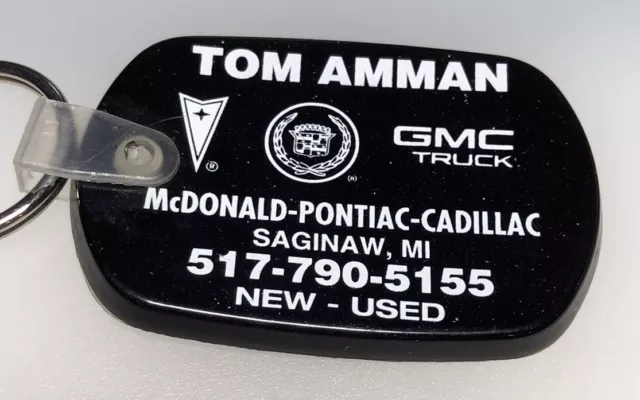 TOM AMMAN
GMC
TRUCK
®
®
McDONALD-PONTIAC-CADILLAC
SAGINAW, MI
517-790-5155
NEW - USED